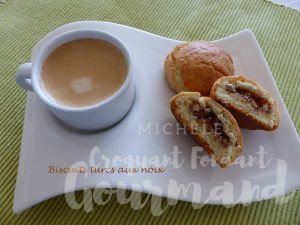 MICHELE
Croquant Fondant
Gourmand
Biscuits turcs aux noix